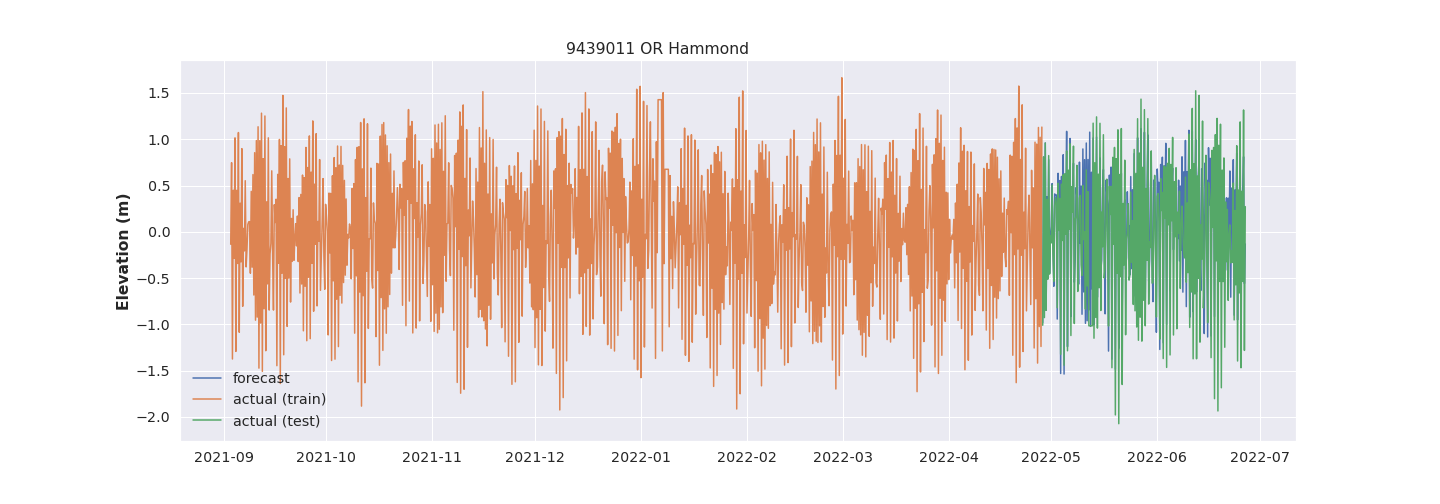 9439011 OR Hammond
Elevation (m)
1.5
1.0
0.5
0.0
−0.5
−1.0
−1.5
−2.0
forecast
actual (train)
actual (test)
2021-09 2021-10 2021-11 2021-12 2022-01 2022-02 2022-03 2022-04 2022-05 2022-06 2022-07